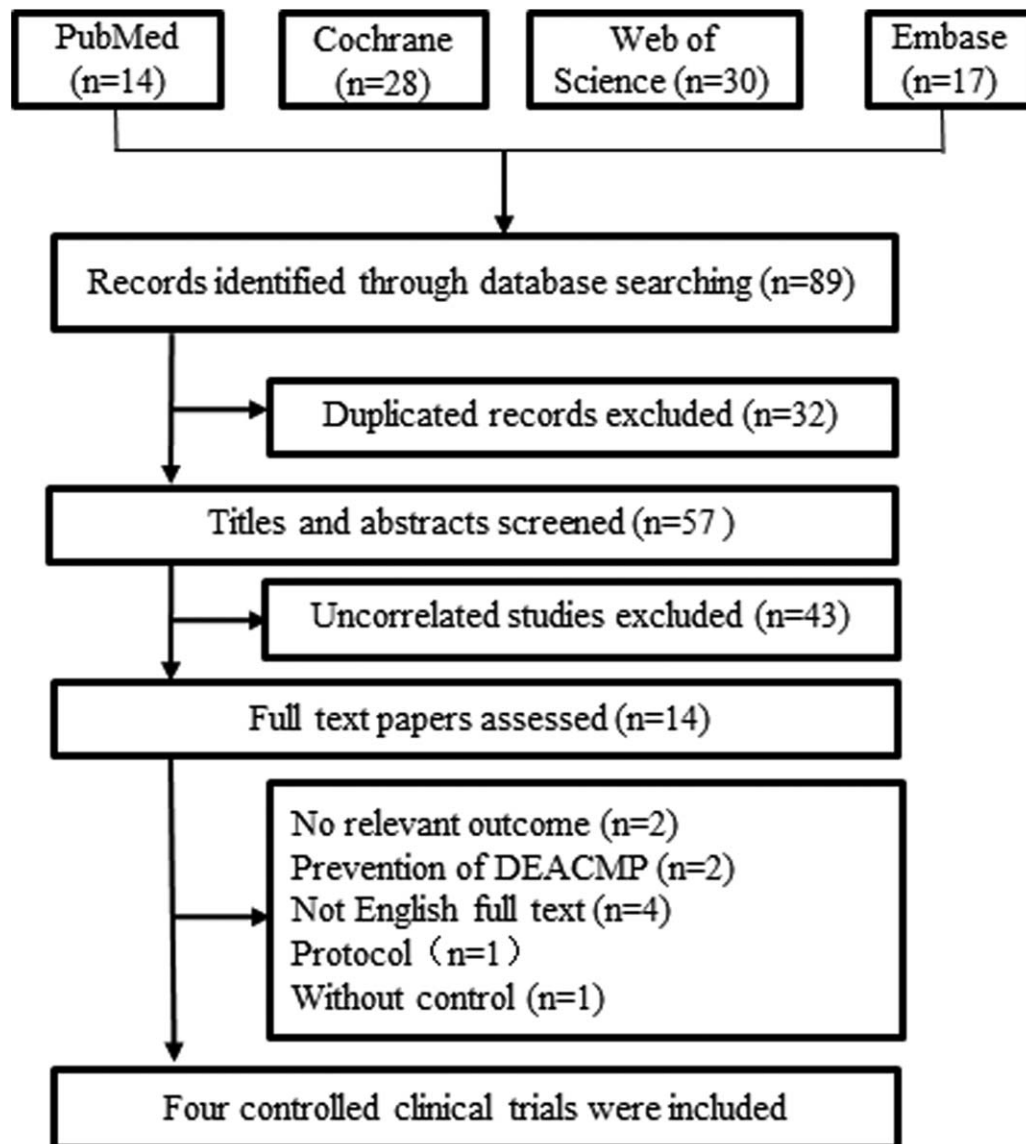 PubMed
(n=14)
Cochrane
(n=28)
Web of
Science (n=30)
Embase
(n=17)
Records identified through database searching (n=89)
Duplicated records excluded (n=32)
Titles and abstracts screened (n=57 )
Uncorrelated studies excluded (n=43)
Full text papers assessed (n=14)
No relevant outcome (n=2)
Prevention of DEACMP (n=2)
Not English full text (n=4)
Protocol（n=1）
Without control (n=1)
Four controlled clinical trials were included